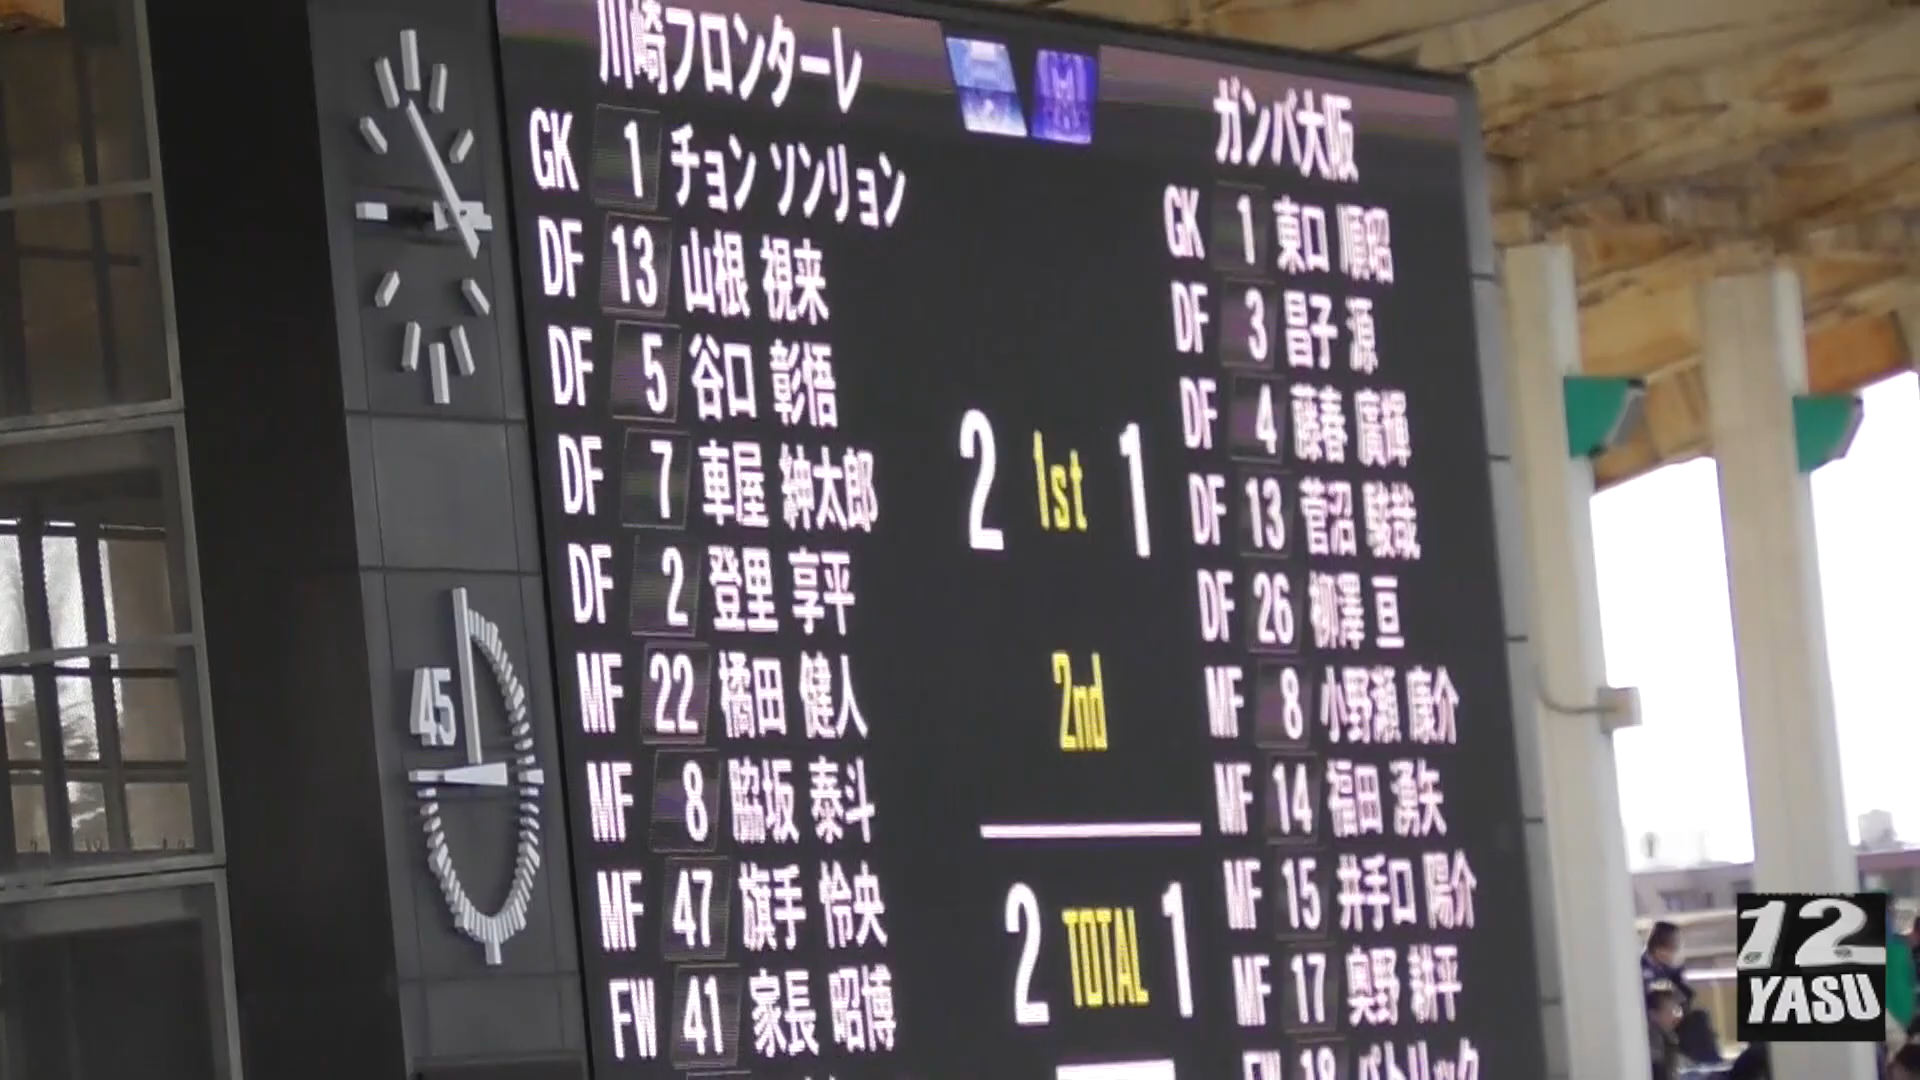 川崎フロンターレ
GK 1 チョン ソンリョン
DF 13 山根 視来
DF 5 谷口 彰悟
DF 7 車屋 紳太郎
DF 2 登里 享平
MF 22 橘田 健人
MF 8 脇坂 泰斗
MF 47 旗手 怜央
FW 41 家長 昭博
2 1st 1
2nd
2 TOTAL 1
ガンバ大阪
GK 1 東口 順昭
DF 3 昌子 源
DF 4 藤春 廣輝
DF 13 菅沼 駿哉
DF 26 柳澤 亘
MF 8 小野瀬 康介
MF 14 福田 湧矢
MF 15 井手口 陽介
MF 17 奥野 耕平
FW 18 パトリック
45
12
YASU